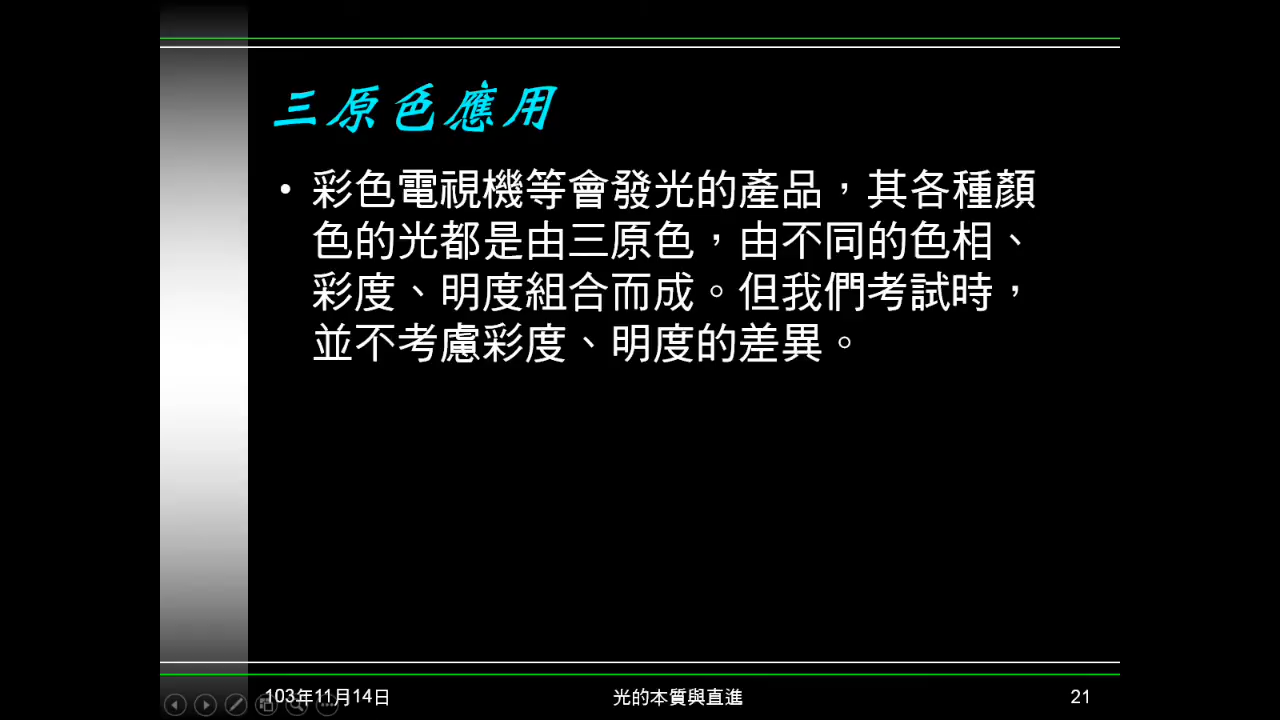 三原色應用
• 彩色電視機等會發光的產品，其各種顏
色的光都是由三原色，由不同的色相、
彩度、明度組合而成。但我們考試時，
並不考慮彩度、明度的差異。
103年11月14日
光的本質與直進
21